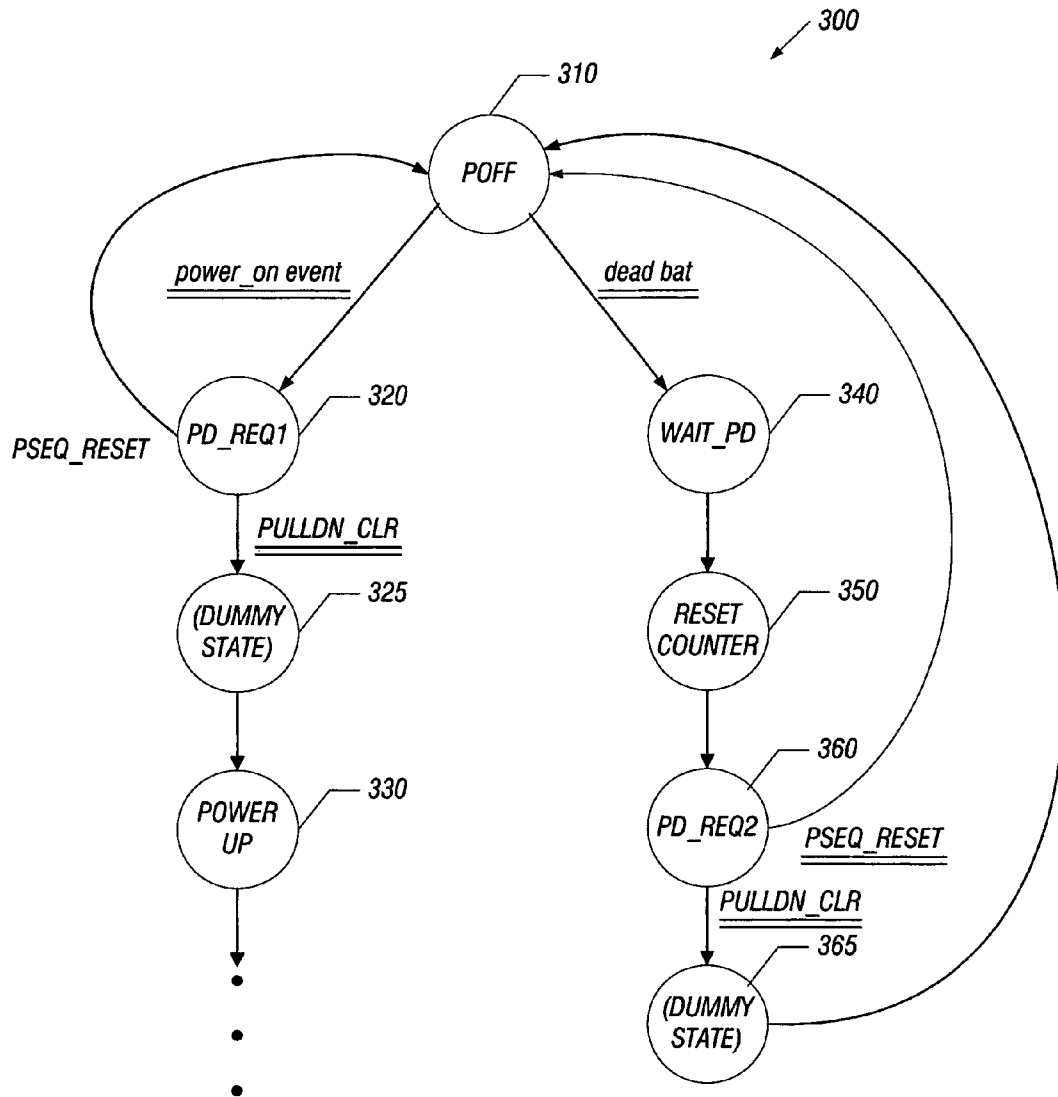 300
310
POFF
power_on event
dead bat
320
340
PD_REQ1
WAIT_PD
PSEQ_RESET
PULLDN_CLR
325
350
(DUMMY
STATE)
RESET
COUNTER
330
360
POWER
UP
PD_REQ2
PSEQ_RESET
PULLDN_CLR
365
(DUMMY
STATE)